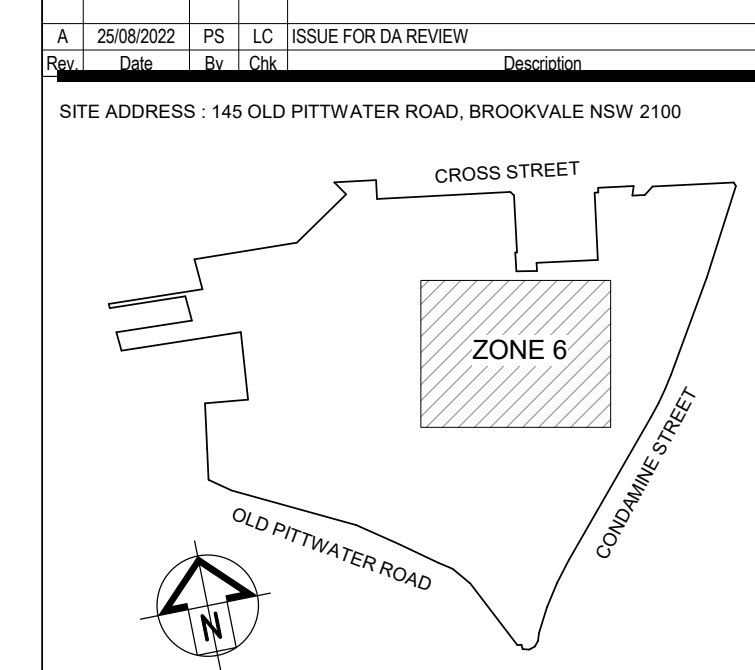 A 25/08/2022 PS LC ISSUE FOR DA REVIEW
Rev. Date By Chk Description
SITE ADDRESS : 145 OLD PITTWATER ROAD, BROOKVALE NSW 2100
CROSS STREET
ZONE 6
CONDAMINE STREET
OLD PITTWATER ROAD
N